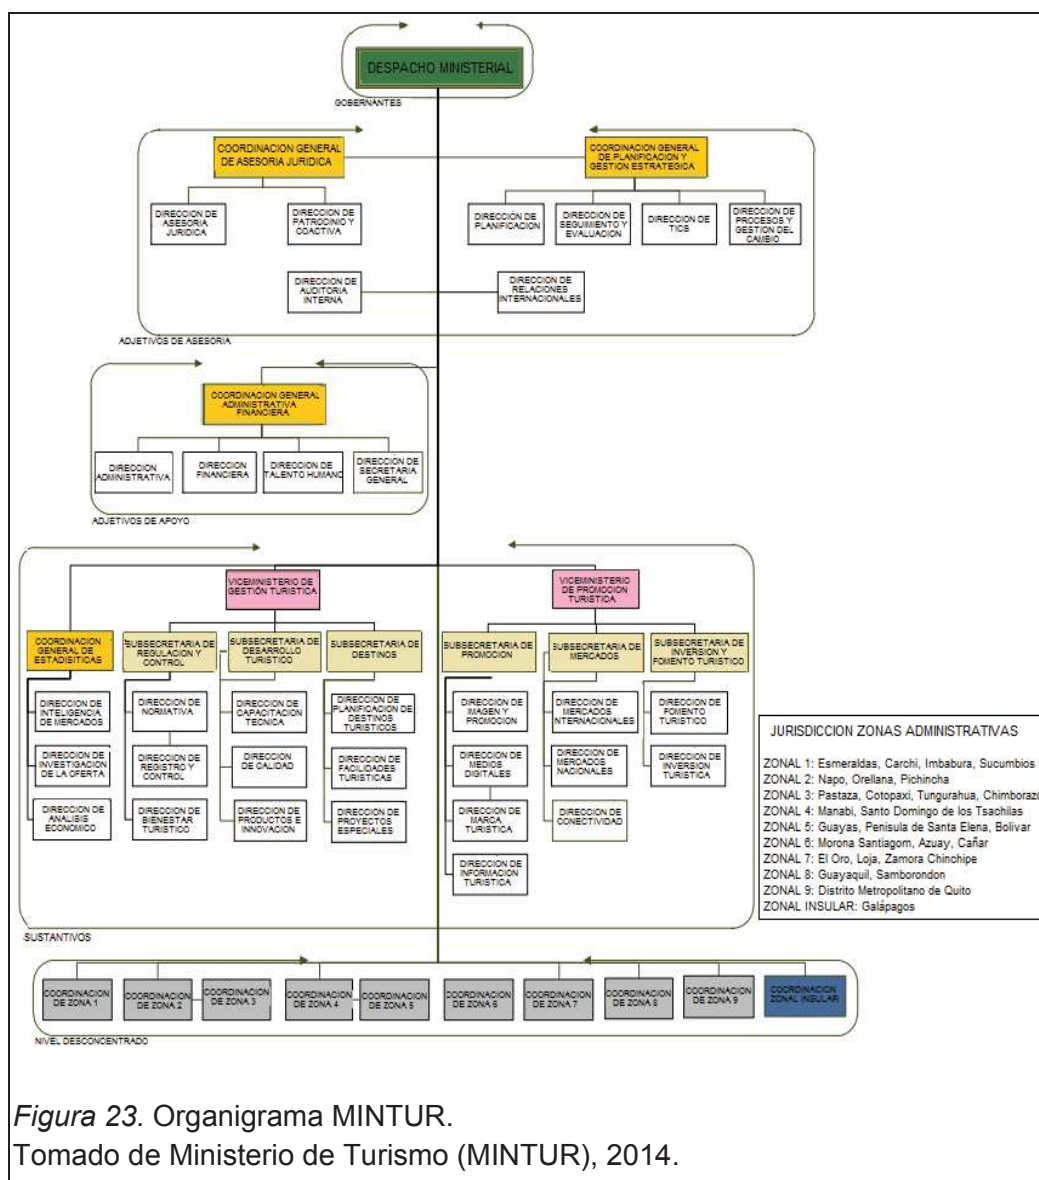 DESPACHO MINISTERIAL
GOBERNANTES
COORDINACION GENERAL
DE ASESORIA JURIDICA
COORDINACION GENERAL
DE PLANIFICACION Y
GESTION ESTRATEGICA
DIRECCION DE
ASESORIA
JURIDICA
DIRECCION DE
PATROCINIO Y
COACTIVA
DIRECCIÓN DE
PLANIFICACION
DIRECCION DE
SEGUIMIENTO Y
EVALUACION
DIRECCION DE
TICS
DIRECCION DE
PROCESOS Y
GESTION DEL
CAMBIO
DIRECCION DE
AUDITORIA
INTERNA
DIRECCION DE
RELACIONES
INTERNACIONALES
ADJETIVOS DE ASESORIA
COORDINACION GENERAL
ADMINISTRATIVA
FINANCIERA
DIRECCION
ADMINISTRATIVA
DIRECCION
FINANCIERA
DIRECCION DE
TALENTO HUMANO
DIRECCION DE
SECRETARIA
GENERAL
ADJETIVOS DE APOYO
VICEMINISTERIO DE
GESTIÓN TURISTICA
VICEMINISTERIO
DE PROMOCION
TURISTICA
COORDINACION
GENERAL DE
ESTADISITICAS
SUBSECRETARIA DE
REGULACION Y
CONTROL
SUBSECRETARIA DE
DESARROLLO
TURISTICO
SUBSECRETARIA DE
DESTINOS
SUBSECRETARIA DE
PROMOCION
SUBSECRETARIA DE
MERCADOS
SUBSECRETARIA DE
INVERSION Y
FOMENTO TURISTICO
DIRECCION DE
INTELIGENCIA
DE MERCADOS
DIRECCION DE
NORMATIVA
DIRECCION DE
CAPACITACION
TECNICA
DIRECCION DE
PLANIFICACION DE
DESTINOS
TURISTICOS
DIRECCION DE
IMAGEN Y
PROMOCION
DIRECCION DE
MERCADOS
INTERNACIONALES
DIRECCION DE
FOMENTO
TURISTICO
DIRECCION DE
INVESTIGACION
DE LA OFERTA
DIRECCION DE
REGISTRO Y
CONTROL
DIRECCION
DE CALIDAD
DIRECCION DE
FACILIDADES
TURISTICAS
DIRECCION DE
MEDIOS
DIGITALES
DIRECCION DE
MERCADOS
NACIONALES
DIRECCION DE
INVERSION
TURISTICA
DIRECCION DE
ANALISIS
ECONOMICO
DIRECCION DE
BIENESTAR
TURISTICO
DIRECCION DE
PRODUCTOS E
INNOVACION
DIRECCION DE
PROYECTOS
ESPECIALES
DIRECCION DE
MARCA
TURISTICA
DIRECCION DE
CONECTIVIDAD
DIRECCION DE
INFORMACION
TURISTICA
SUSTANTIVOS
JURISDICCION ZONAS ADMINISTRATIVAS
ZONAL 1: Esmeraldas, Carchi, Imbabura, Sucumbios
ZONAL 2: Napo, Orellana, Pichincha
ZONAL 3: Pastaza, Cotopaxi, Tungurahua, Chimborazo
ZONAL 4: Manabi, Santo Domingo de los Tsachilas
ZONAL 5: Guayas, Penisula de Santa Elena, Bolivar
ZONAL 6: Morona Santiagom, Azuay, Cañar
ZONAL 7: El Oro, Loja, Zamora Chinchipe
ZONAL 8: Guayaquil, Samborondon
ZONAL 9: Distrito Metropolitano de Quito
ZONAL INSULAR: Galápagos
COORDINACION
DE ZONA 1
COORDINACION
DE ZONA 2
COORDINACION
DE ZONA 3
COORDINACION
DE ZONA 4
COORDINACION
DE ZONA 5
COORDINACION
DE ZONA 6
COORDINACION
DE ZONA 7
COORDINACION
DE ZONA 8
COORDINACION
DE ZONA 9
COORDINACION
ZONAL INSULAR
NIVEL DESCONCENTRADO
Figura 23. Organigrama MINTUR.
Tomado de Ministerio de Turismo (MINTUR), 2014.